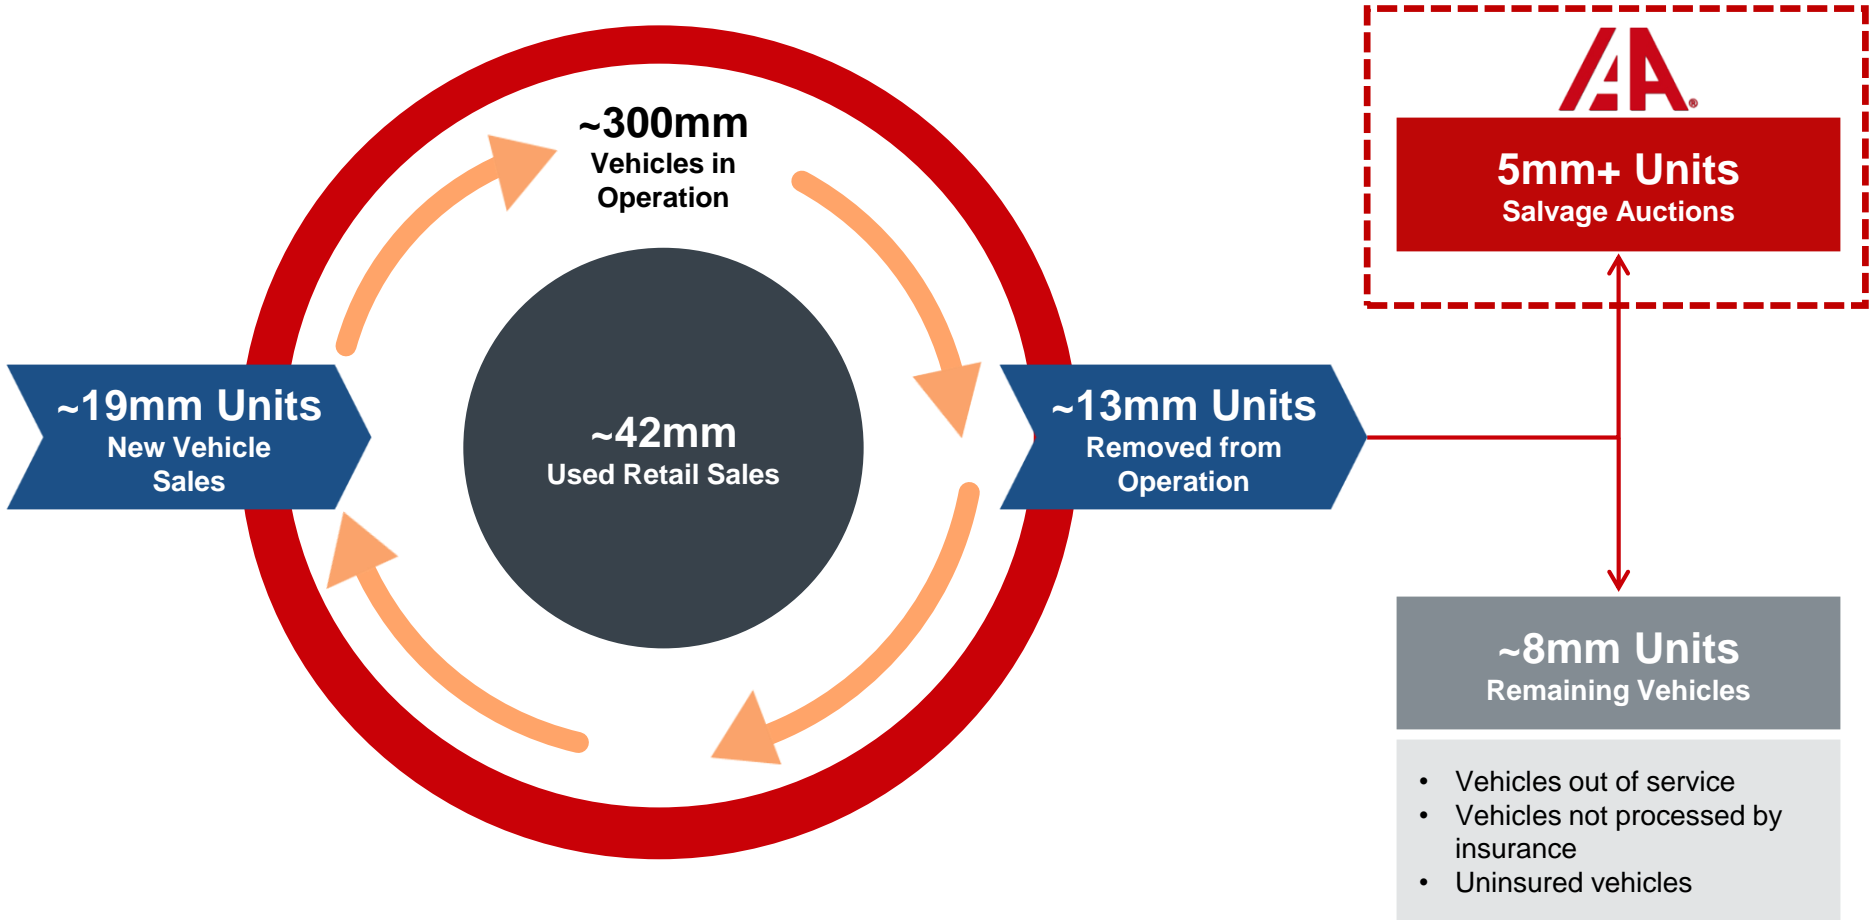 ~300mm
Vehicles in
Operation
~19mm Units
New Vehicle
Sales
~42mm
Used Retail Sales
~13mm Units
Removed from
Operation
IAA®
5mm+ Units
Salvage Auctions
~8mm Units
Remaining Vehicles
• Vehicles out of service
• Vehicles not processed by
insurance
• Uninsured vehicles